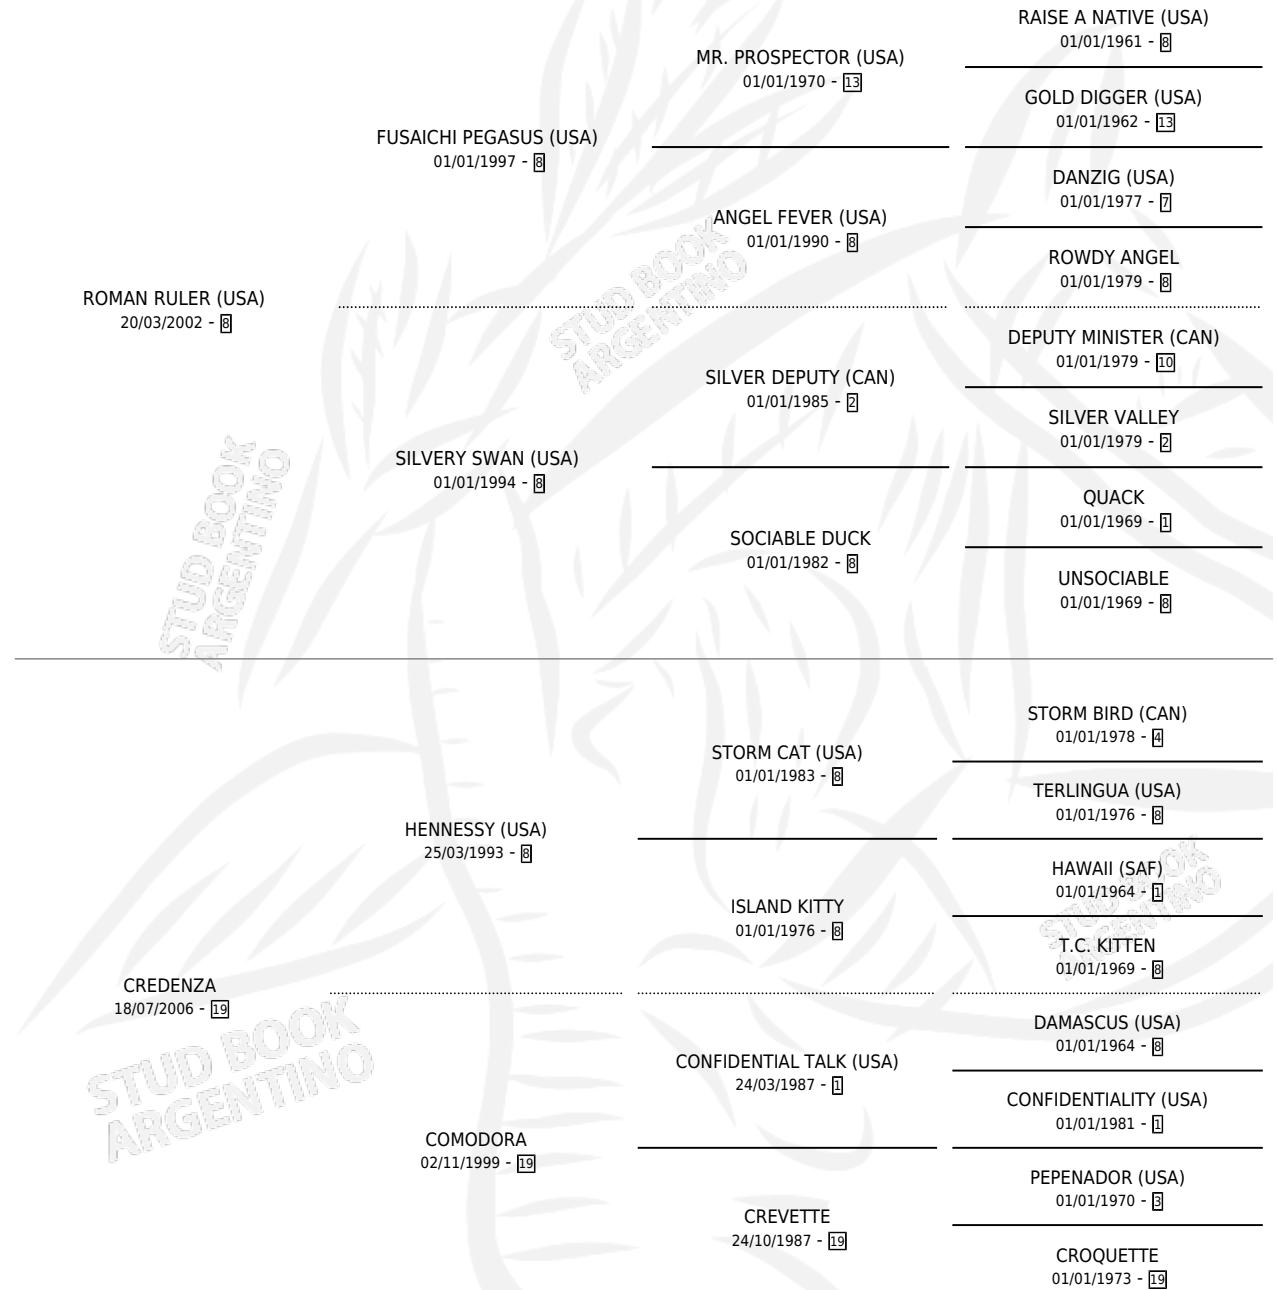 RAISE A NATIVE (USA)
01/01/1961 - 8
MR. PROSPECTOR (USA)
01/01/1970 - 13
GOLD DIGGER (USA)
01/01/1962 - 13
FUSAICHI PEGASUS (USA)
01/01/1997 - 8
DANZIG (USA)
01/01/1977 - 7
ANGEL FEVER (USA)
01/01/1990 - 8
ROWDY ANGEL
01/01/1979 - 8
ROMAN RULER (USA)
20/03/2002 - 8
DEPUTY MINISTER (CAN)
01/01/1979 - 10
SILVER DEPUTY (CAN)
01/01/1985 - 2
SILVER VALLEY
01/01/1979 - 2
SILVERY SWAN (USA)
01/01/1994 - 8
QUACK
01/01/1969 - 1
SOCIABLE DUCK
01/01/1982 - 8
UNSOCIABLE
01/01/1969 - 8
STUD BOOK
ARGENTINO
STUD BOOK
ARGENTINO
STORM BIRD (CAN)
01/01/1978 - 4
STORM CAT (USA)
01/01/1983 - 8
TERLINGUA (USA)
01/01/1976 - 8
HENNESSY (USA)
25/03/1993 - 8
HAWAII (SAF)
01/01/1964 - 1
ISLAND KITTY
01/01/1976 - 8
T.C. KITTEN
01/01/1969 - 8
CREDENZA
18/07/2006 - 19
DAMASCUS (USA)
01/01/1964 - 8
CONFIDENTIAL TALK (USA)
24/03/1987 - 1
CONFIDENTIALITY (USA)
01/01/1981 - 1
COMODORA
02/11/1999 - 19
PEPENADOR (USA)
01/01/1970 - 3
CREVETTE
24/10/1987 - 19
CROQUETTE
01/01/1973 - 19
STUD BOOK
ARGENTINO
STUD BOOK
ARGENTINO